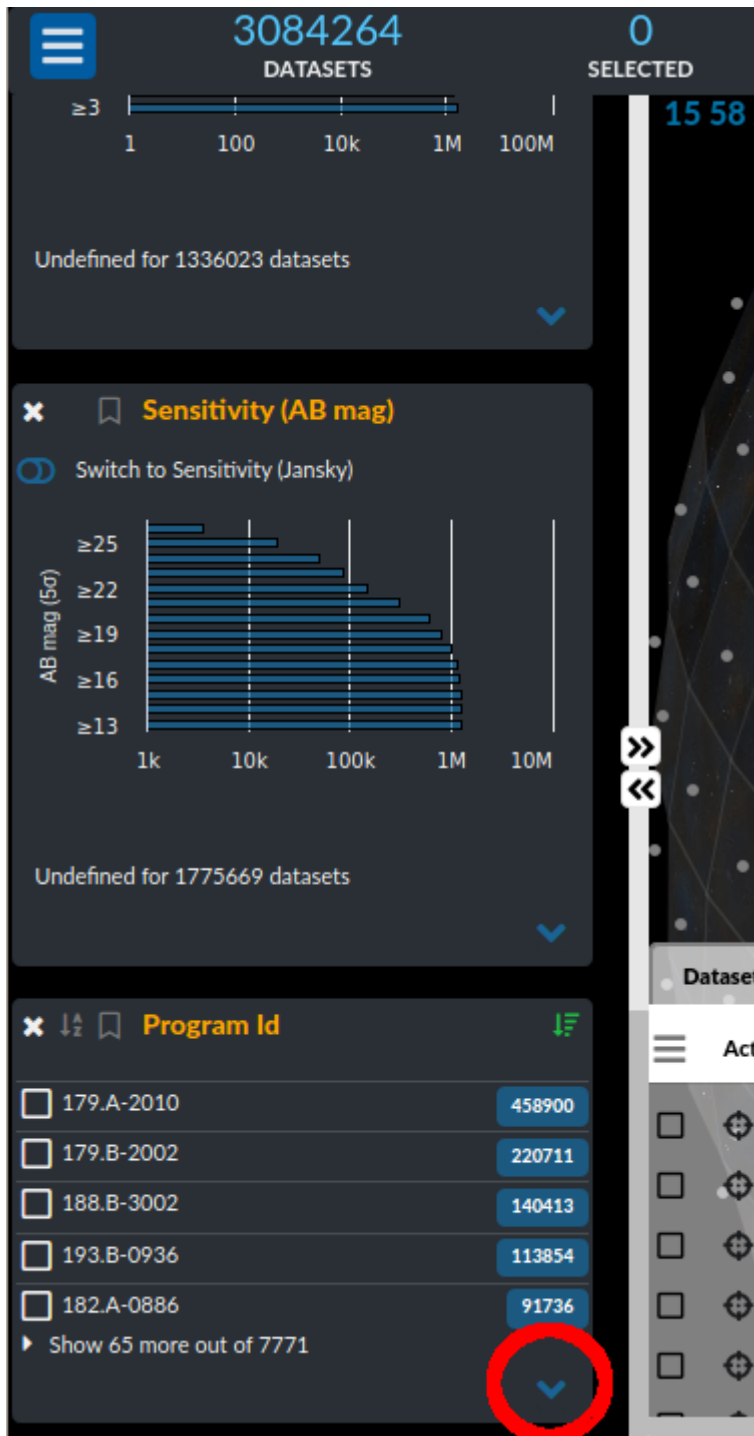 3084264
0
DATASETS
SELECTED
≥3
1 100 10k 1M 100M
15 58
Undefined for 1336023 datasets
Sensitivity (AB mag)
Switch to Sensitivity (Jansky)
AB mag (5σ)
≥25
≥22
≥19
≥16
≥13
1k 10k 100k 1M 10M
Undefined for 1775669 datasets
Program Id
179.A-2010 458900
179.B-2002 220711
188.B-3002 140413
193.B-0936 113854
182.A-0886 91736
Show 65 more out of 7771
Dataset
Act